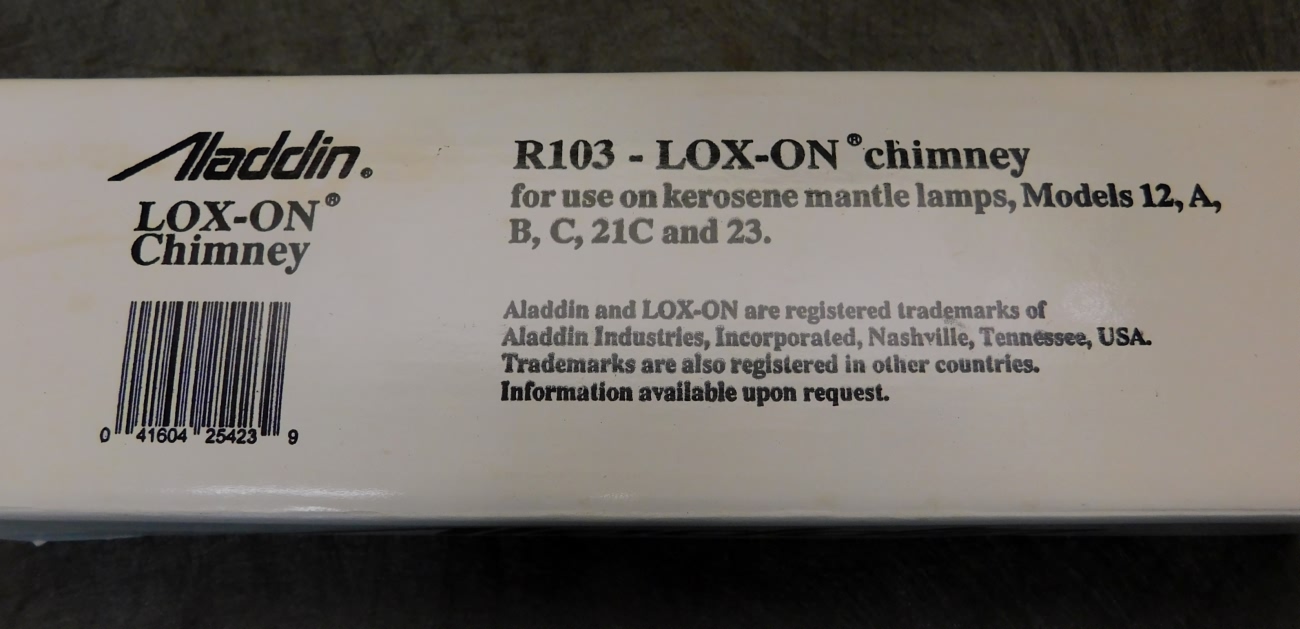 Aladdin®
LOX-ON®
Chimney
0 41604 25423 9
R103 - LOX-ON® chimney
for use on kerosene mantle lamps, Models 12, A,
B, C, 21C and 23.
Aladdin and LOX-ON are registered trademarks of
Aladdin Industries, Incorporated, Nashville, Tennessee, USA.
Trademarks are also registered in other countries.
Information available upon request.